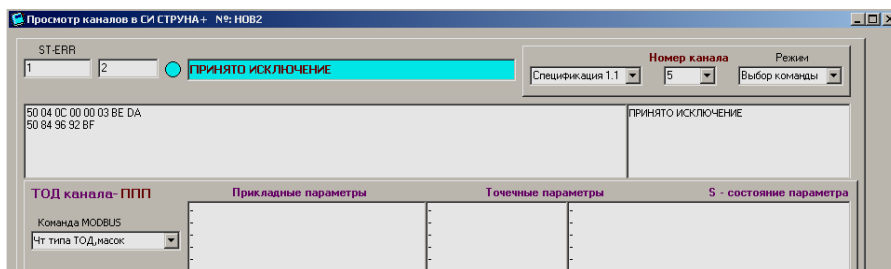 Просмотр каналов в СИ СТРУНА+ №: НОВ2
ST-ERR
1 2 ПРИНЯТО ИСКЛЮЧЕНИЕ
Номер канала Режим
Спецификация 1.1 5 Выбор команды
50 04 0C 00 00 03 BE DA ПРИНЯТО ИСКЛЮЧЕНИЕ
50 84 96 92 BF
ТОД канала- ППП Прикладные параметры Точечные параметры S - состояние параметра
Команда MODBUS
Чт типа ТОД,масок